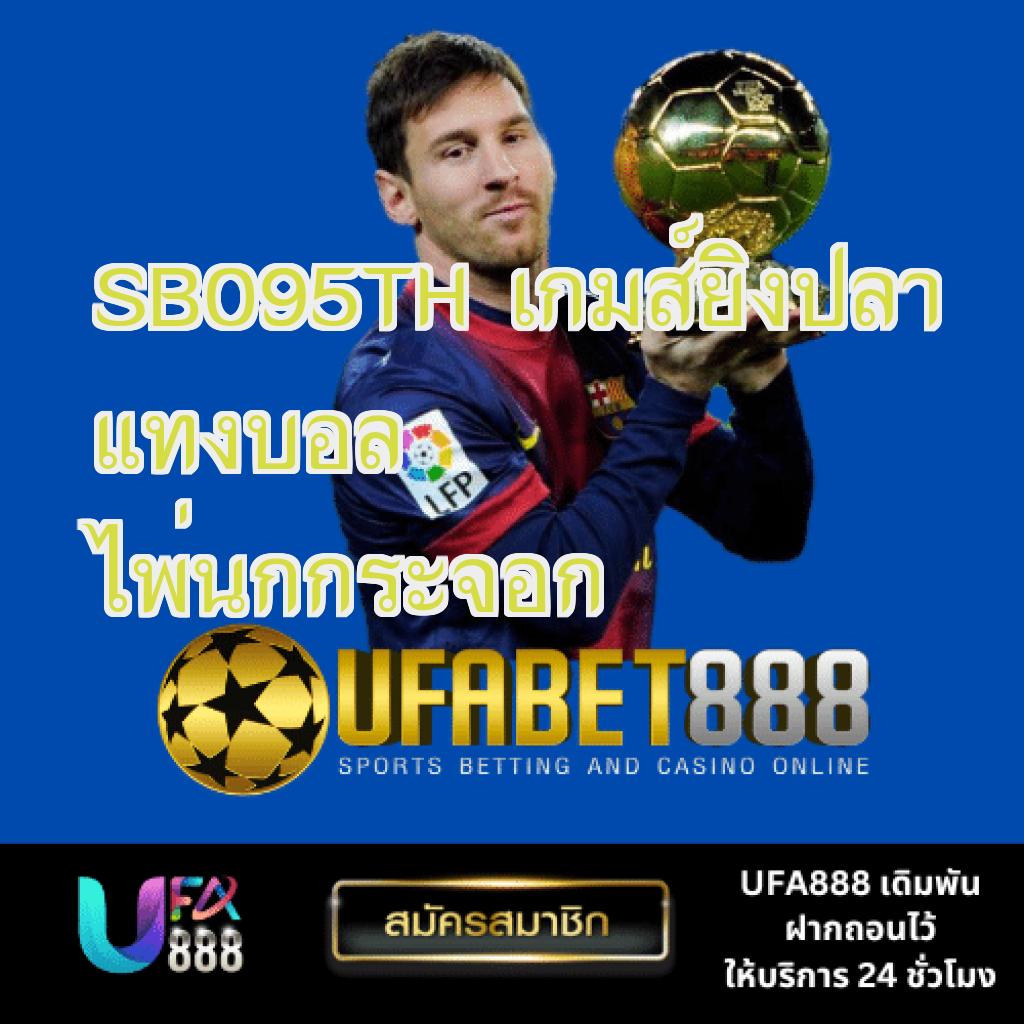 SB095TH เกมส์ยิงปลา
แทงบอล
LFP
ไพ่นกกระจอก
UFABET888
SPORTS BETTING AND CASINO ONLINE
UFA
888
สมัครสมาชิก
UFA888 เดิมพัน
ฝากถอนไว้
ให้บริการ 24 ชั่วโมง